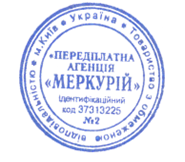 * м.Київ * Україна * Товариство з обмеженою відповідальністю
«ПЕРЕДПЛАТНА
АГЕНЦІЯ
«МЕРКУРІЙ»
Ідентифікаційний
код 37313225
№2